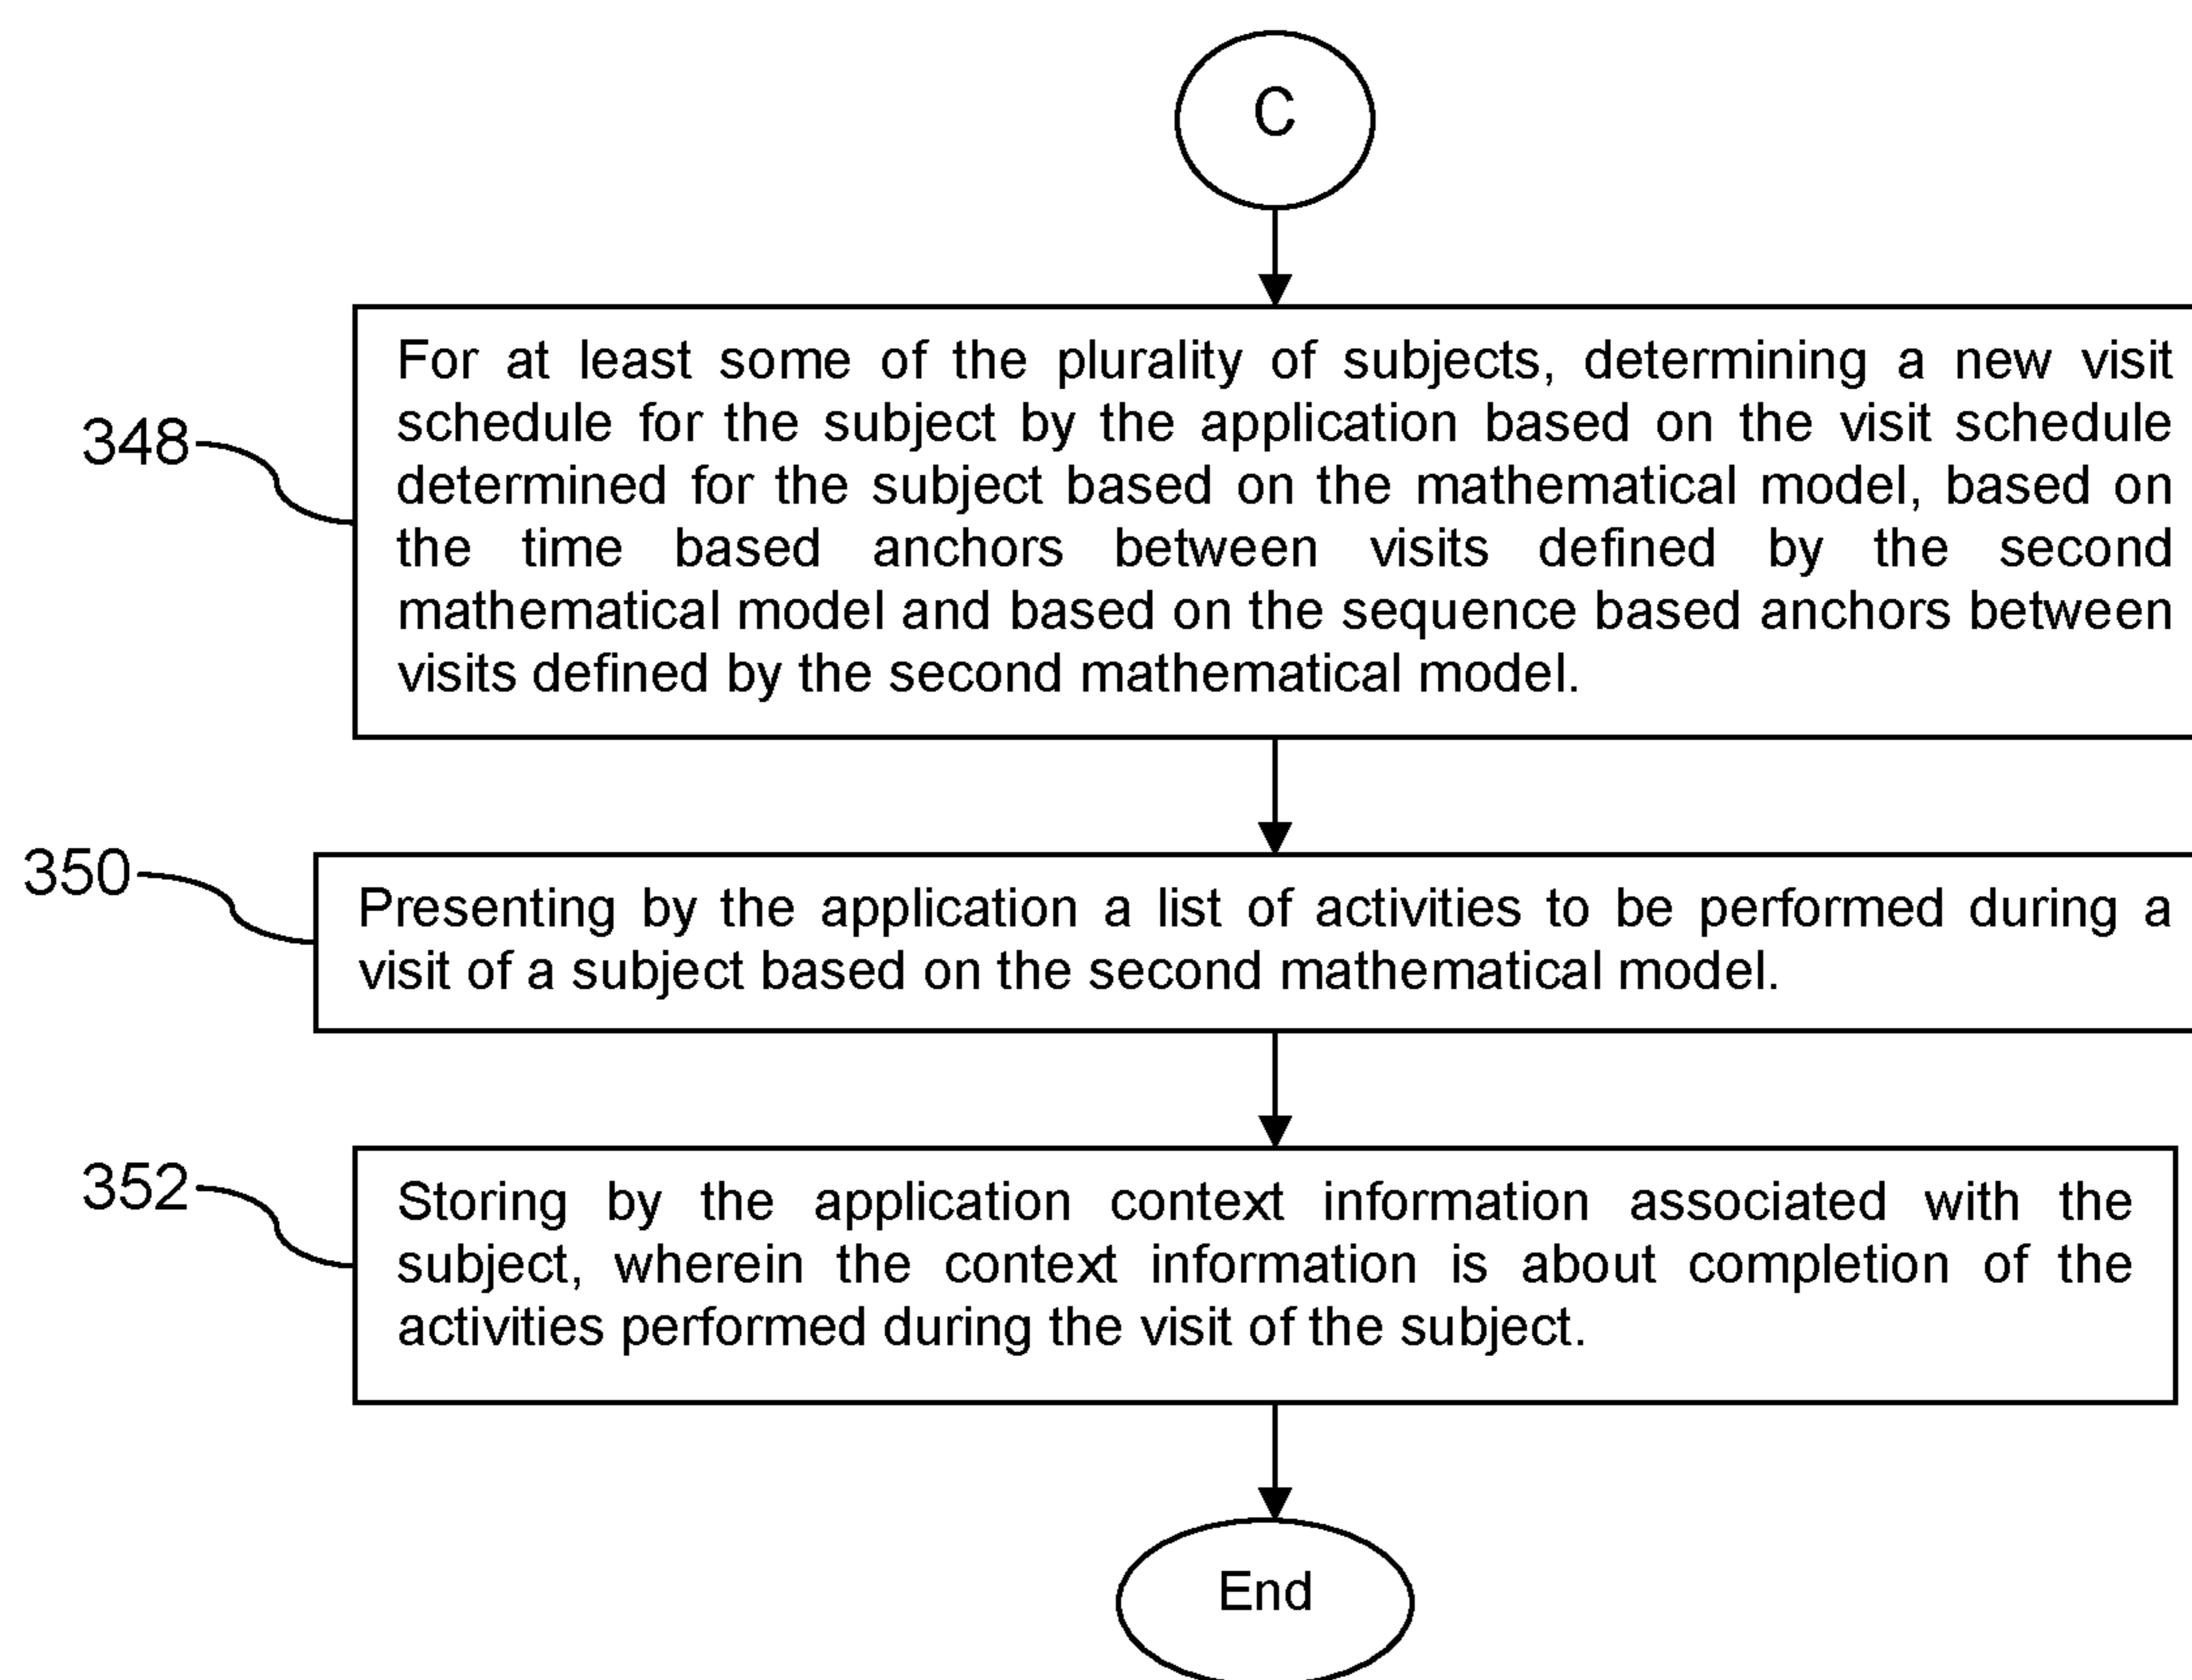 C
348
For at least some of the plurality of subjects, determining a new visit
schedule for the subject by the application based on the visit schedule
determined for the subject based on the mathematical model, based on
the time based anchors between visits defined by the second
mathematical model and based on the sequence based anchors between
visits defined by the second mathematical model.
350
Presenting by the application a list of activities to be performed during a
visit of a subject based on the second mathematical model.
352
Storing by the application context information associated with the
subject, wherein the context information is about completion of the
activities performed during the visit of the subject.
End